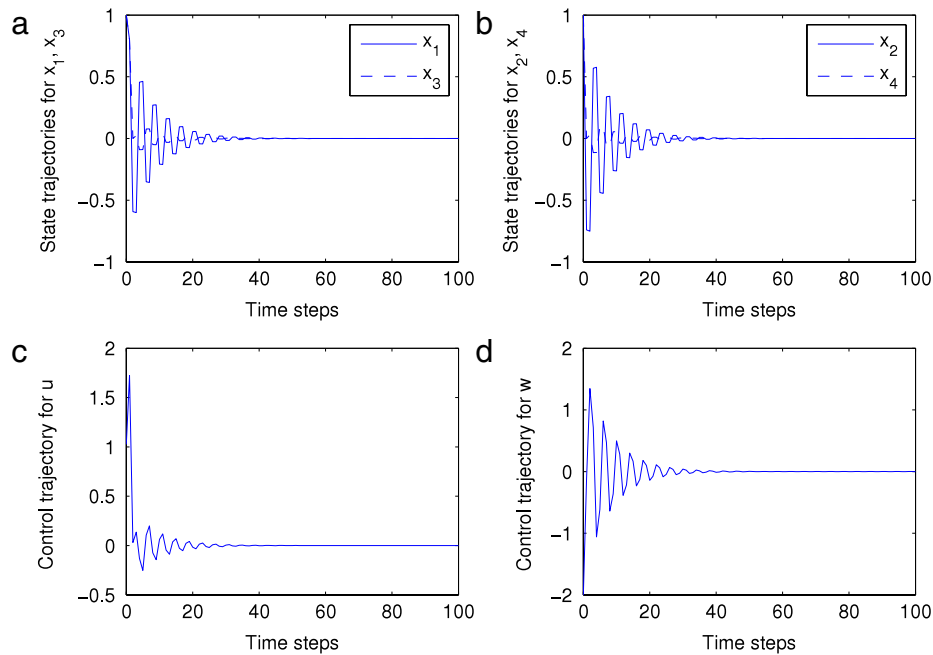 a
State trajectories for x1, x3
1
0.5
0
−0.5
−1
0
20
40
60
80
100
Time steps
x1
x3
b
State trajectories for x2, x4
1
0.5
0
−0.5
−1
0
20
40
60
80
100
Time steps
x2
x4
c
Control trajectory for u
2
1.5
1
0.5
0
−0.5
0
20
40
60
80
100
Time steps
d
Control trajectory for w
2
1
0
−1
−2
0
20
40
60
80
100
Time steps